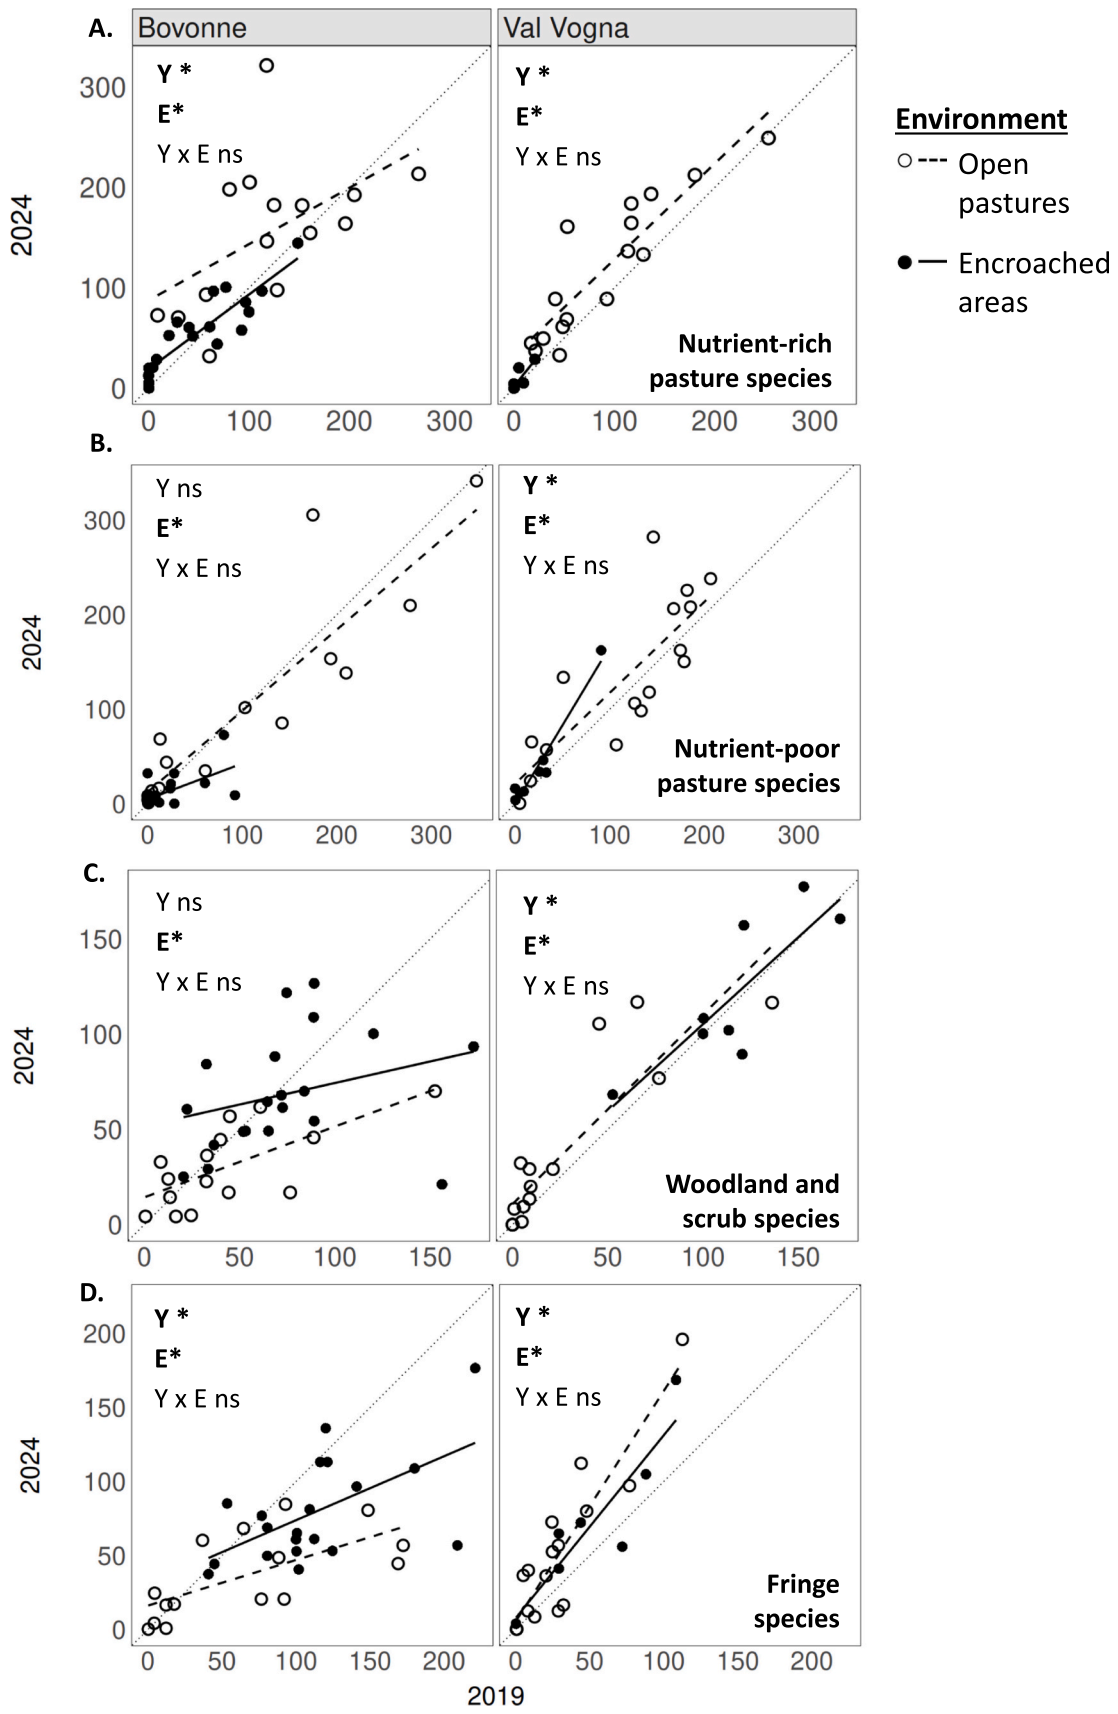 A.
Bovonne
Val Vogna
Y *
E*
Y x E ns
Y *
E*
Y x E ns
Environment
Open
pastures
Encroached
areas
300
200
100
0
2024
Nutrient-rich
pasture species
0 100 200 300
0 100 200 300
B.
Y ns
E*
Y x E ns
Y *
E*
Y x E ns
300
200
100
0
2024
Nutrient-poor
pasture species
0 100 200 300
0 100 200 300
C.
Y ns
E*
Y x E ns
Y *
E*
Y x E ns
150
100
50
0
2024
Woodland and
scrub species
0 50 100 150
0 50 100 150
D.
Y *
E*
Y x E ns
Y *
E*
Y x E ns
200
150
100
50
0
2024
Fringe
species
0 50 100 150 200
0 50 100 150 200
2019